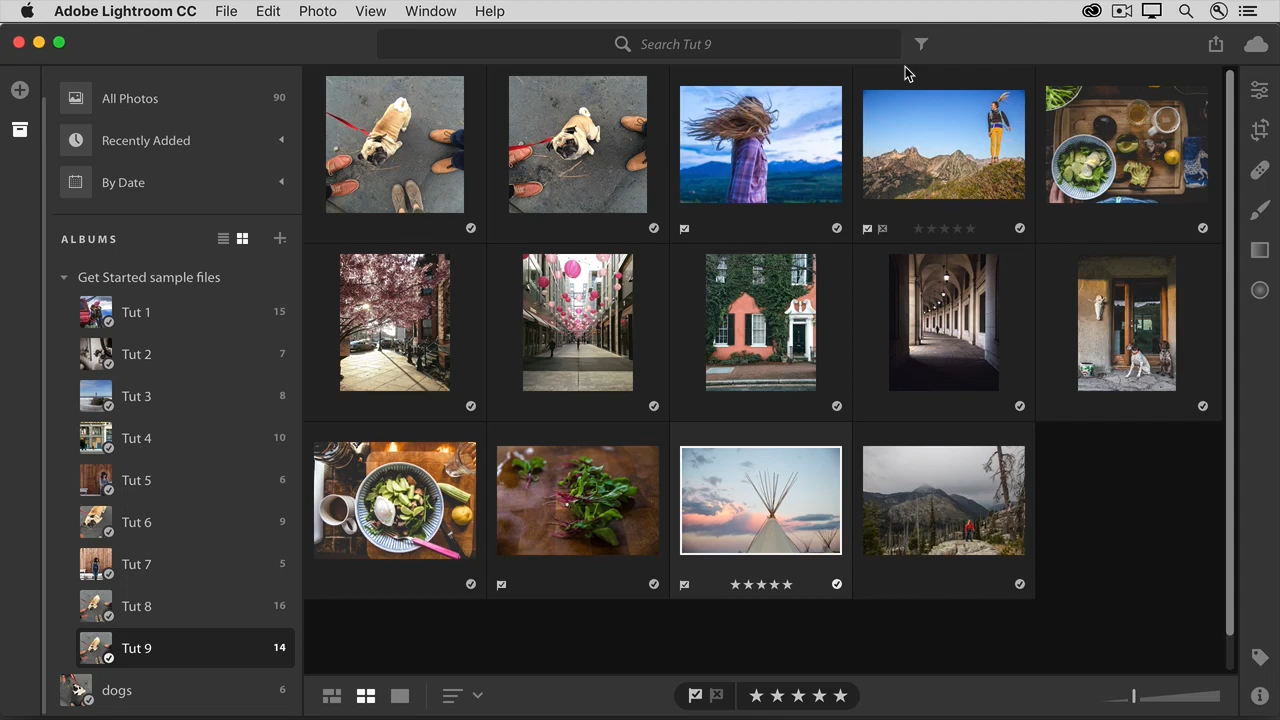 Adobe Lightroom CC File Edit Photo View Window Help
Search Tut 9
All Photos 90
Recently Added
By Date
ALBUMS
Get Started sample files
Tut 1 15
Tut 2 7
Tut 3 8
Tut 4 10
Tut 5 6
Tut 6 9
Tut 7 5
Tut 8 16
Tut 9 14
dogs 6